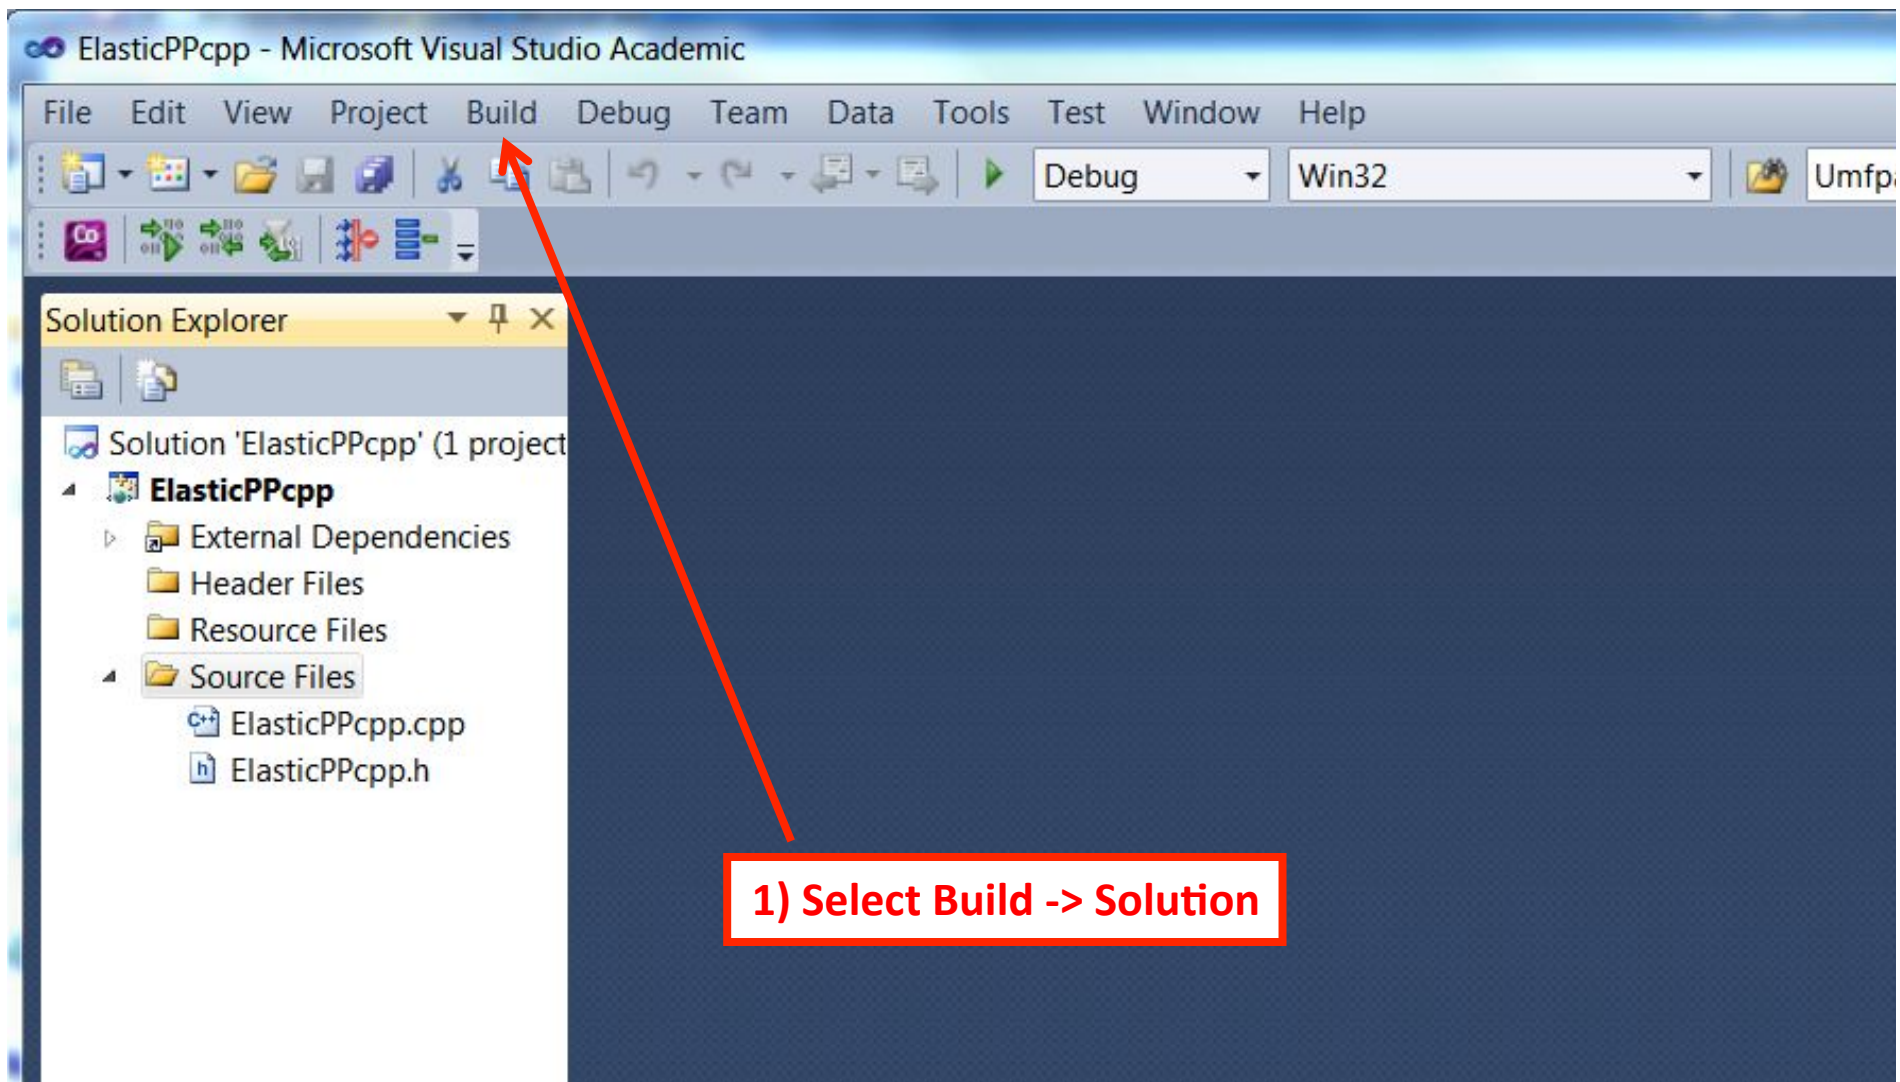 ElasticPPcpp - Microsoft Visual Studio Academic
File Edit View Project Build Debug Team Data Tools Test Window Help
Debug Win32
Co
Solution Explorer
Solution 'ElasticPPcpp' (1 project
ElasticPPcpp
External Dependencies
Header Files
Resource Files
Source Files
ElasticPPcpp.cpp
ElasticPPcpp.h
1) Select Build -> Solution